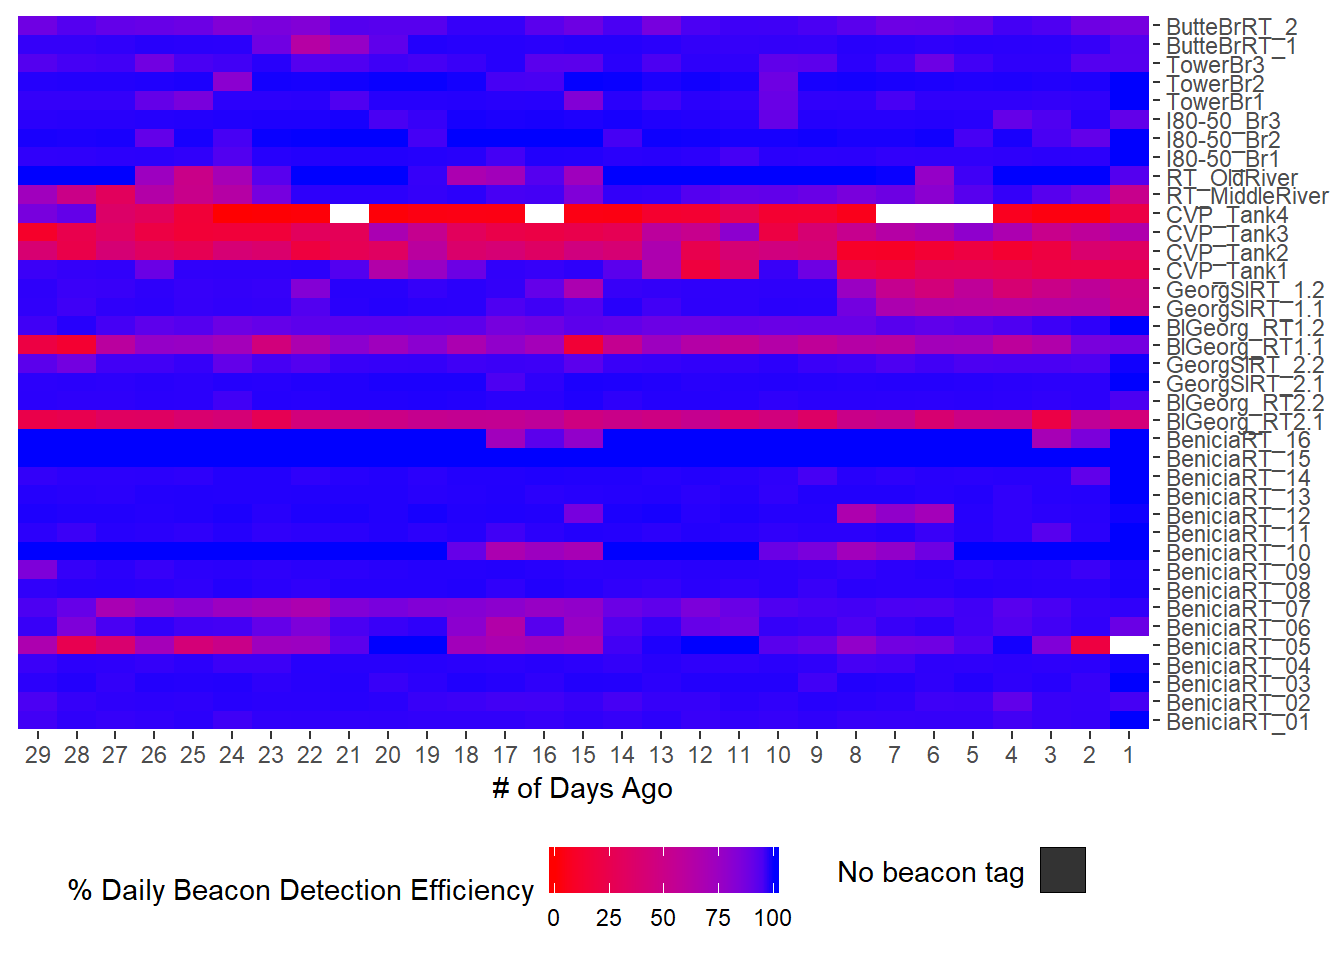 ButteBrRT_2
ButteBrRT_1
TowerBr3
TowerBr2
TowerBr1
I80-50_Br3
I80-50_Br2
I80-50_Br1
RT_OldRiver
RT_MiddleRiver
CVP_Tank4
CVP_Tank3
CVP_Tank2
CVP_Tank1
GeorgSlRT_1.2
GeorgSlRT_1.1
BlGeorg_RT1.2
BlGeorg_RT1.1
GeorgSlRT_2.2
GeorgSlRT_2.1
BlGeorg_RT2.2
BlGeorg_RT2.1
BeniciaRT_16
BeniciaRT_15
BeniciaRT_14
BeniciaRT_13
BeniciaRT_12
BeniciaRT_11
BeniciaRT_10
BeniciaRT_09
BeniciaRT_08
BeniciaRT_07
BeniciaRT_06
BeniciaRT_05
BeniciaRT_04
BeniciaRT_03
BeniciaRT_02
BeniciaRT_01
29 28 27 26 25 24 23 22 21 20 19 18 17 16 15 14 13 12 11 10 9 8 7 6 5 4 3 2 1
# of Days Ago
% Daily Beacon Detection Efficiency
0 25 50 75 100
No beacon tag